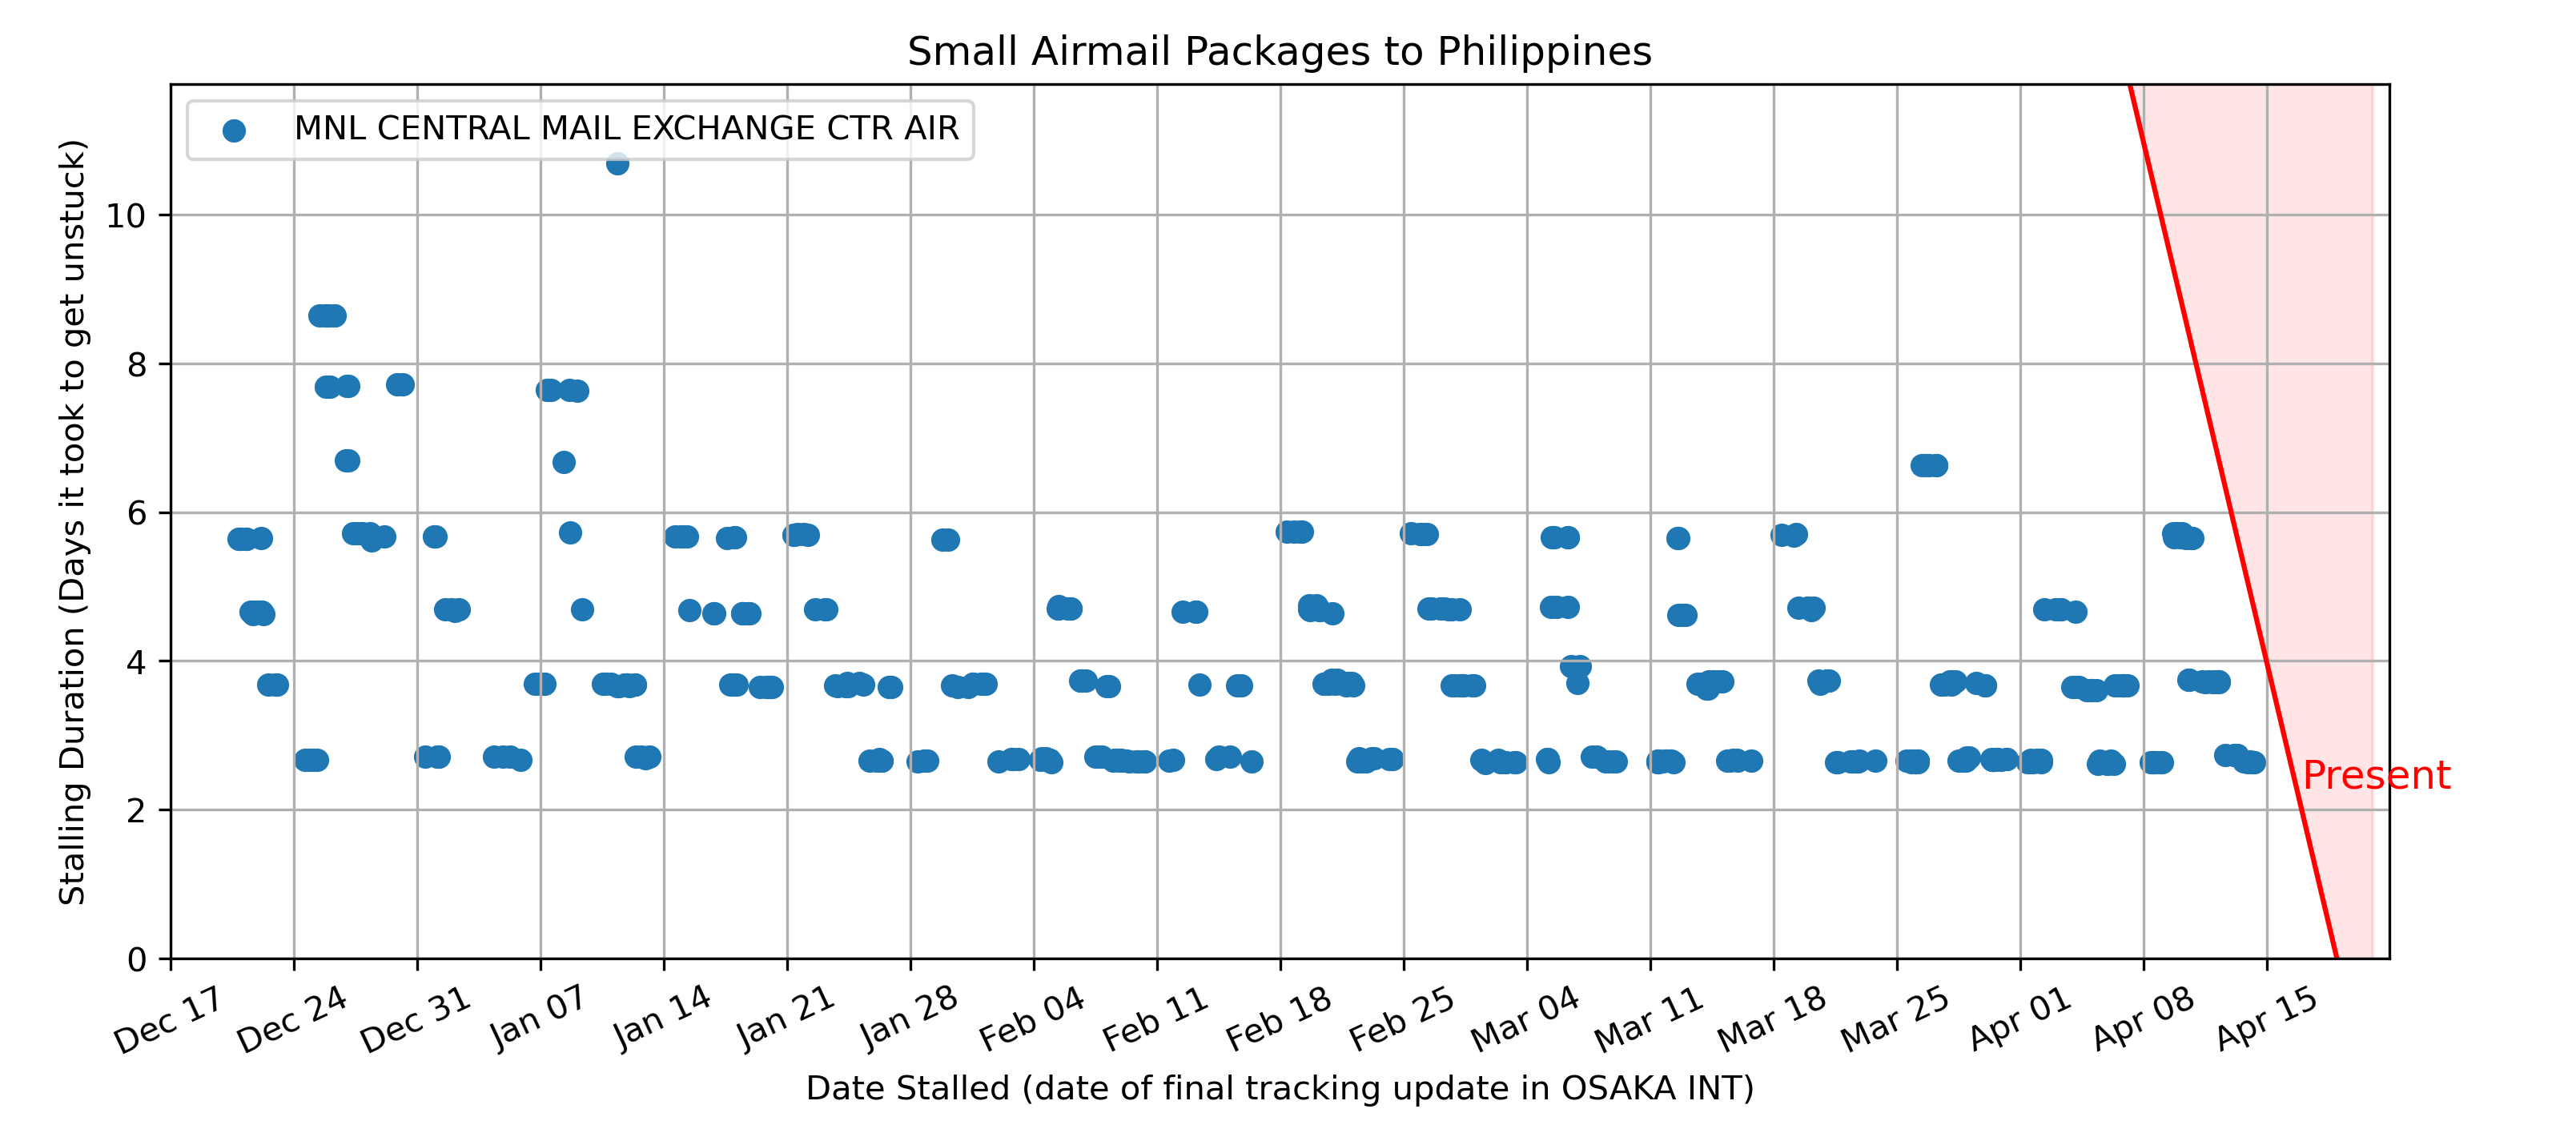 Small Airmail Packages to Philippines
MNL CENTRAL MAIL EXCHANGE CTR AIR
Stalling Duration (Days it took to get unstuck)
10
8
6
4
2
0
Present
Dec 17
Dec 24
Dec 31
Jan 07
Jan 14
Jan 21
Jan 28
Feb 04
Feb 11
Feb 18
Feb 25
Mar 04
Mar 11
Mar 18
Mar 25
Apr 01
Apr 08
Apr 15
Date Stalled (date of final tracking update in OSAKA INT)